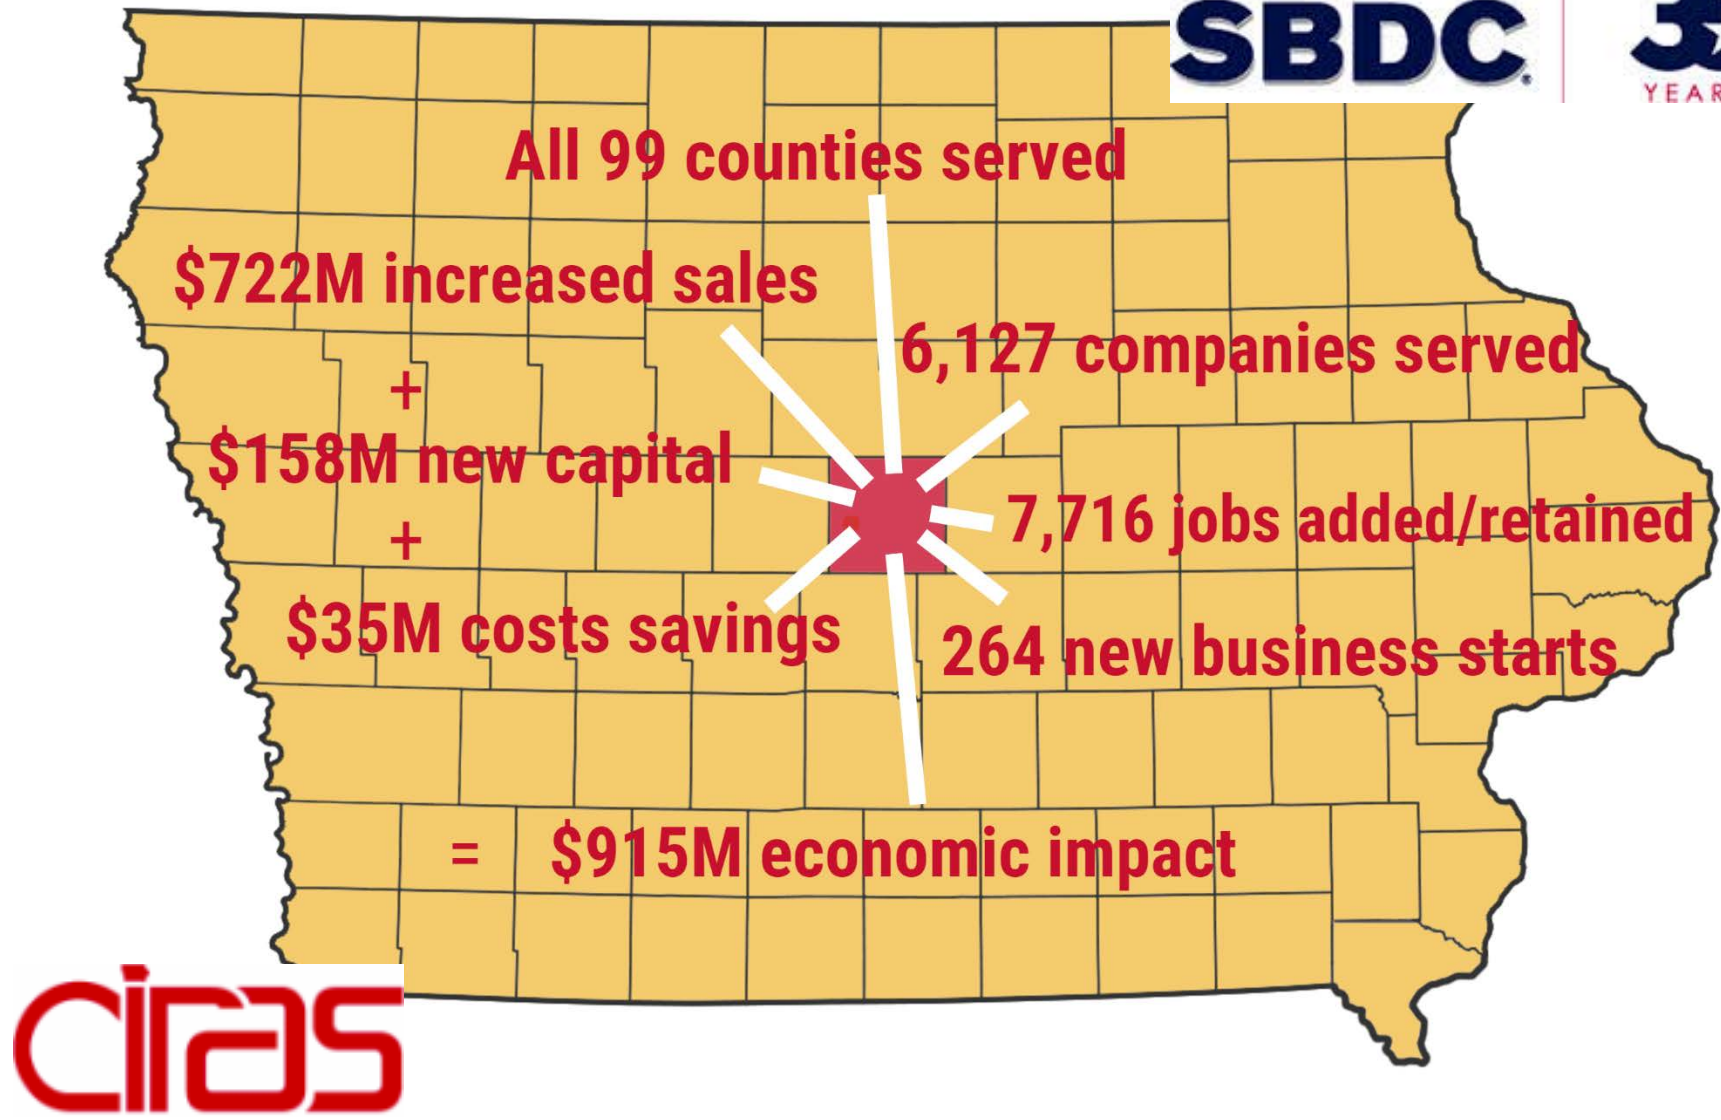 SBDC
YEAR
All 99 counties served
$722M increased sales
6,127 companies served
+
$158M new capital
7,716 jobs added/retained
+
$35M costs savings
264 new business starts
= $915M economic impact
ciras